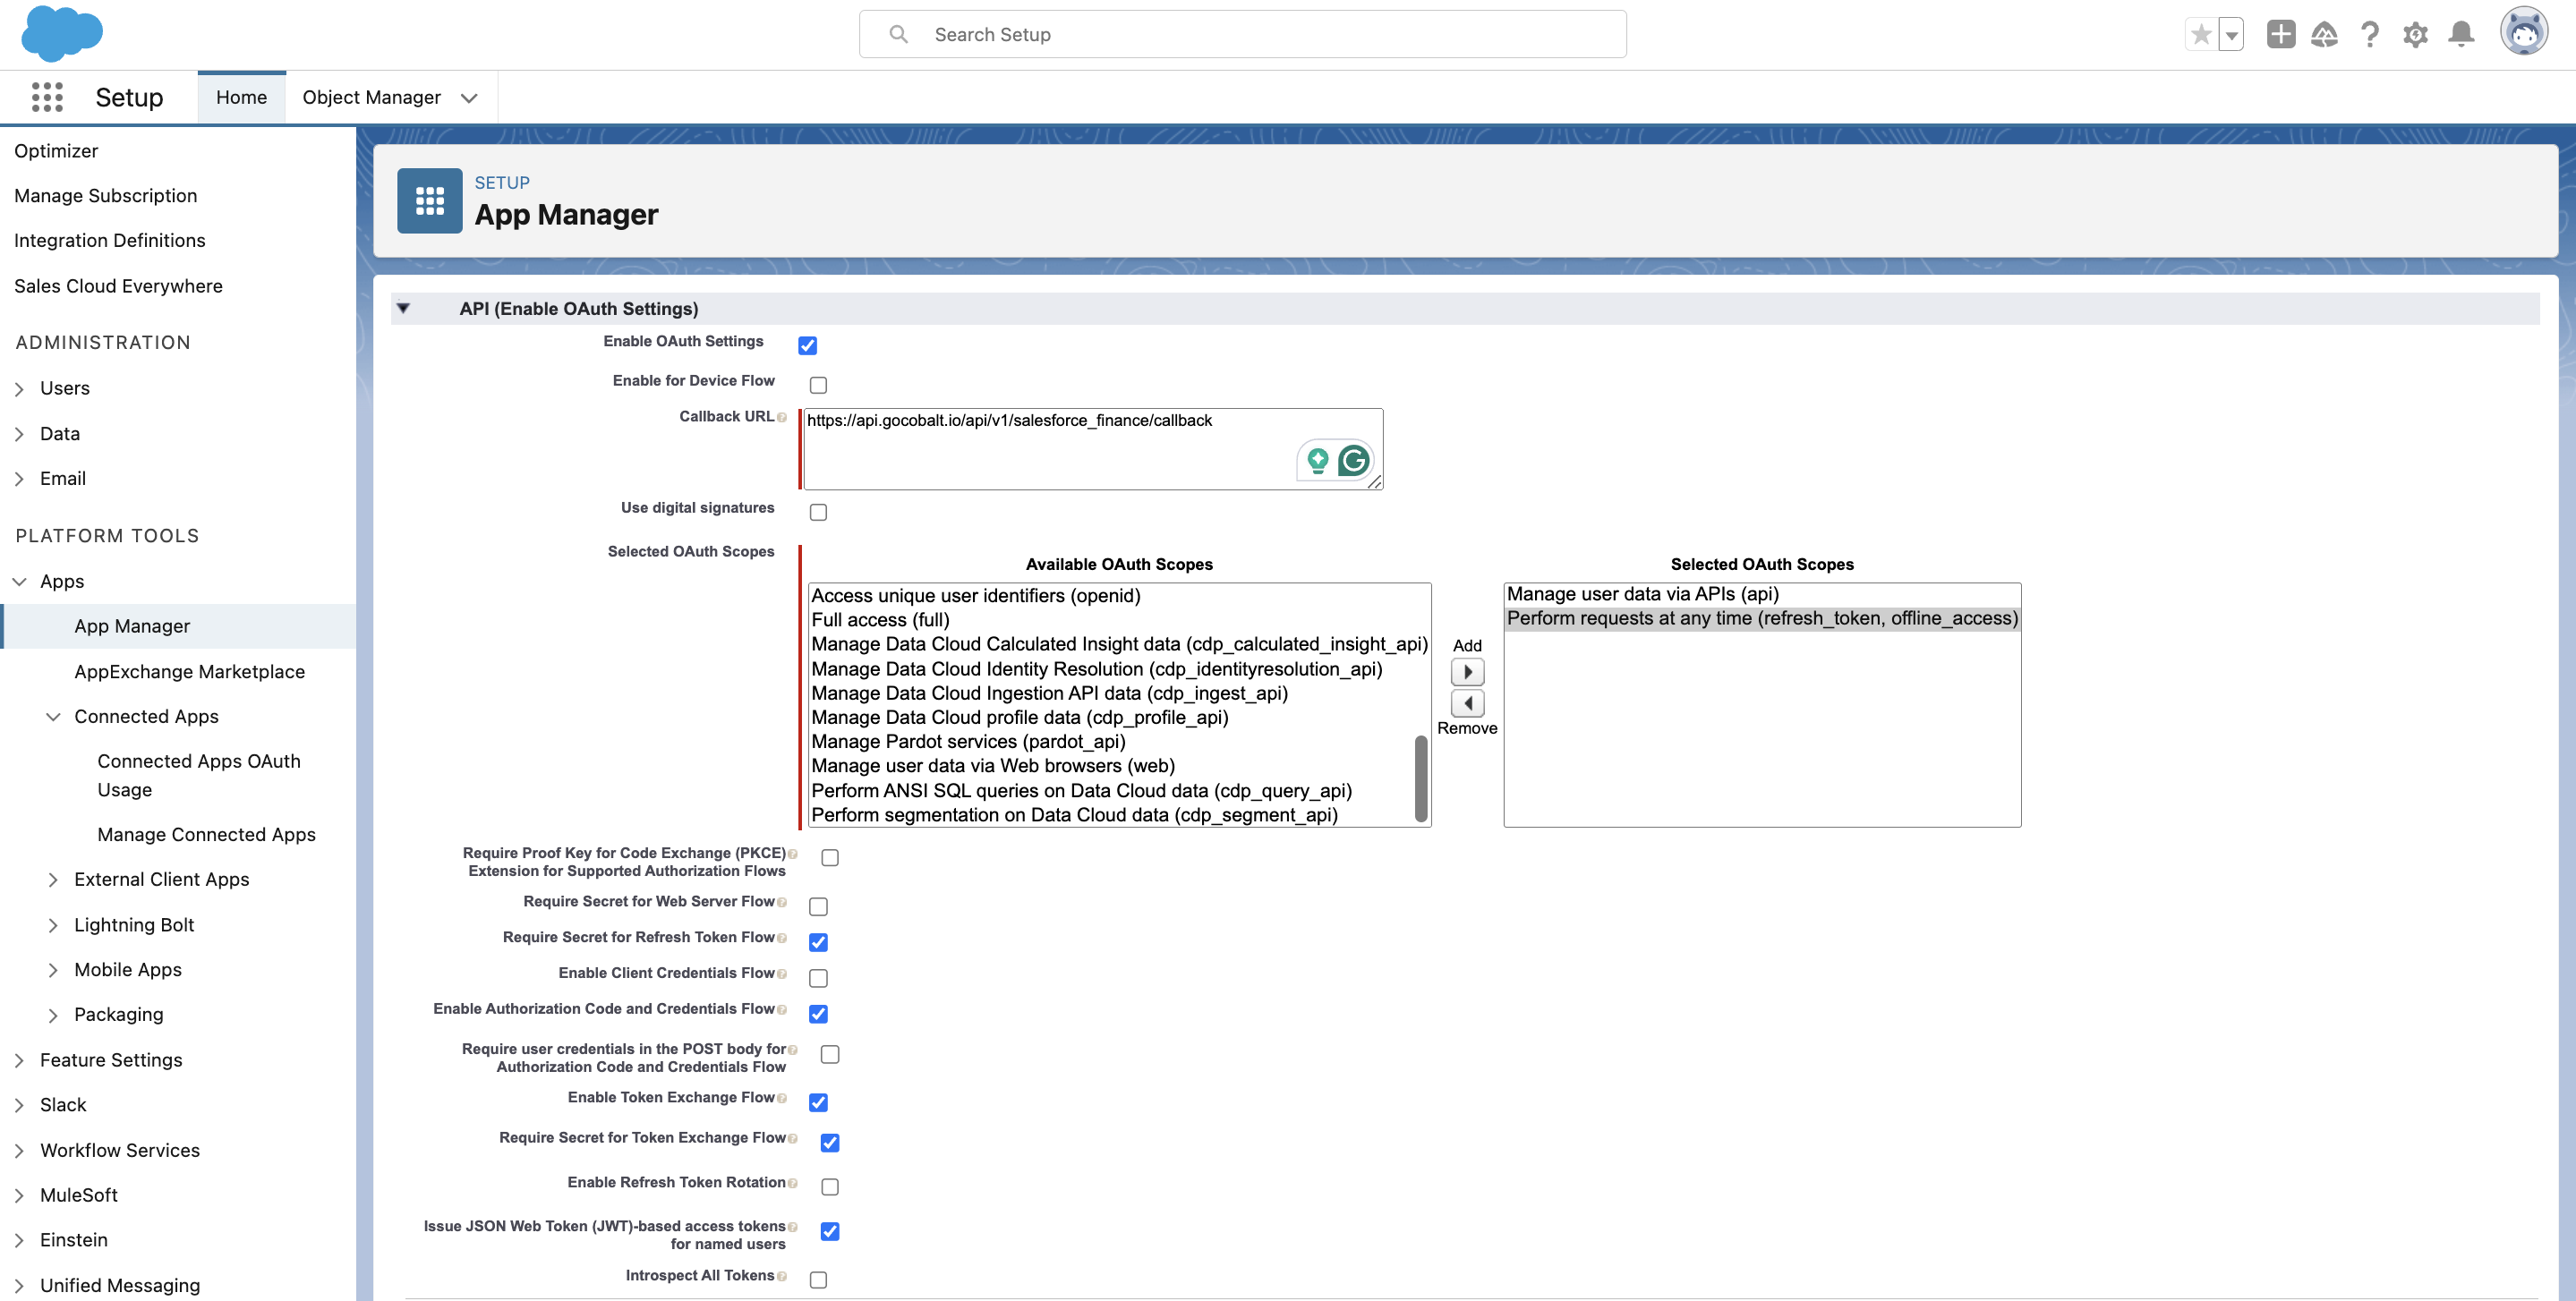 Search Setup
Setup
Home
Object Manager
Optimizer
Manage Subscription
Integration Definitions
Sales Cloud Everywhere
ADMINISTRATION
Users
Data
Email
PLATFORM TOOLS
Apps
App Manager
AppExchange Marketplace
Connected Apps
Connected Apps OAuth
Usage
Manage Connected Apps
External Client Apps
Lightning Bolt
Mobile Apps
Packaging
Feature Settings
Slack
Workflow Services
MuleSoft
Einstein
Unified Messaging
SETUP
App Manager
API (Enable OAuth Settings)
Enable OAuth Settings
Enable for Device Flow
Callback URL
https://api.gocobalt.io/api/v1/salesforce_finance/callback
Use digital signatures
Selected OAuth Scopes
Available OAuth Scopes
Access unique user identifiers (openid)
Full access (full)
Manage Data Cloud Calculated Insight data (cdp_calculated_insight_api)
Manage Data Cloud Identity Resolution (cdp_identityresolution_api)
Manage Data Cloud Ingestion API data (cdp_ingest_api)
Manage Data Cloud profile data (cdp_profile_api)
Manage Pardot services (pardot_api)
Manage user data via Web browsers (web)
Perform ANSI SQL queries on Data Cloud data (cdp_query_api)
Perform segmentation on Data Cloud data (cdp_segment_api)
Add
Remove
Selected OAuth Scopes
Manage user data via APIs (api)
Perform requests at any time (refresh_token, offline_access)
Require Proof Key for Code Exchange (PKCE)
Extension for Supported Authorization Flows
Require Secret for Web Server Flow
Require Secret for Refresh Token Flow
Enable Client Credentials Flow
Enable Authorization Code and Credentials Flow
Require user credentials in the POST body for
Authorization Code and Credentials Flow
Enable Token Exchange Flow
Require Secret for Token Exchange Flow
Enable Refresh Token Rotation
Issue JSON Web Token (JWT)-based access tokens
for named users
Introspect All Tokens